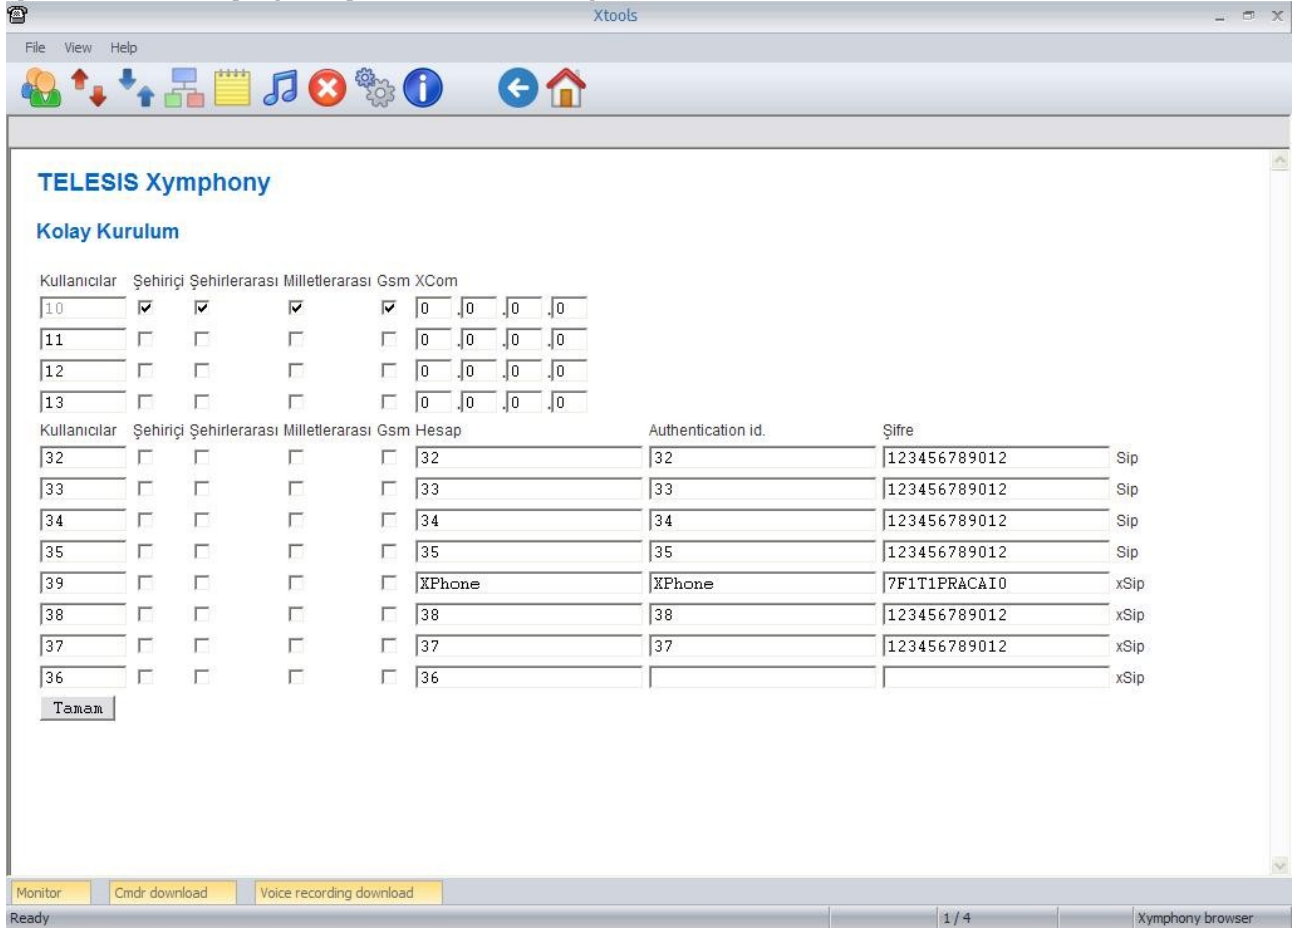 Xtools
File View Help
TELESIS Xymphony
Kolay Kurulum
Kullanıcılar Şehiriçi Şehirlerarası Milletlerarası Gsm XCom
10 0 .0 .0 .0
11 0 .0 .0 .0
12 0 .0 .0 .0
13 0 .0 .0 .0
Kullanıcılar Şehiriçi Şehirlerarası Milletlerarası Gsm Hesap Authentication id. Şifre
32 32 32 123456789012 Sip
33 33 33 123456789012 Sip
34 34 34 123456789012 Sip
35 35 35 123456789012 Sip
39 XPhone XPhone 7F1T1PRACAI0 xSip
38 38 38 123456789012 xSip
37 37 37 123456789012 xSip
36 36 xSip
Tamam
Monitor Cmdr download Voice recording download
Ready 1 / 4 Xymphony browser